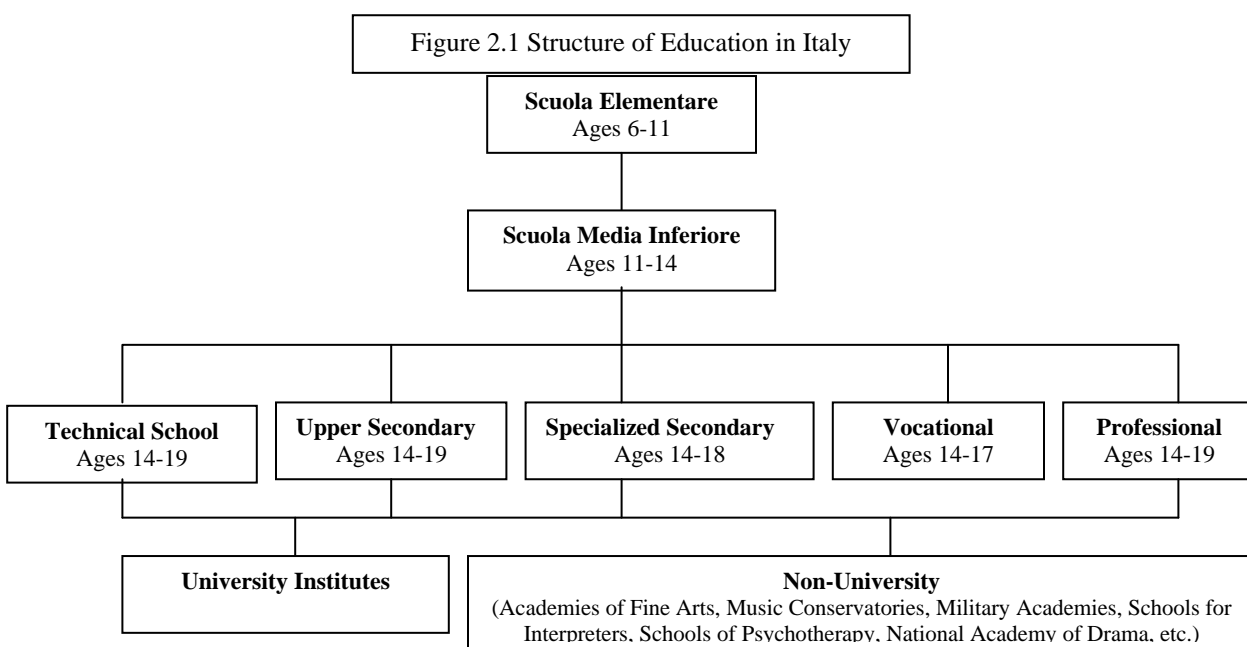 Figure 2.1 Structure of Education in Italy
Scuola Elementare
Ages 6-11
Scuola Media Inferiore
Ages 11-14
Technical School
Ages 14-19
Upper Secondary
Ages 14-19
Specialized Secondary
Ages 14-18
Vocational
Ages 14-17
Professional
Ages 14-19
University Institutes
Non-University
(Academies of Fine Arts, Music Conservatories, Military Academies, Schools for
Interpreters, Schools of Psychotherapy, National Academy of Drama, etc.)